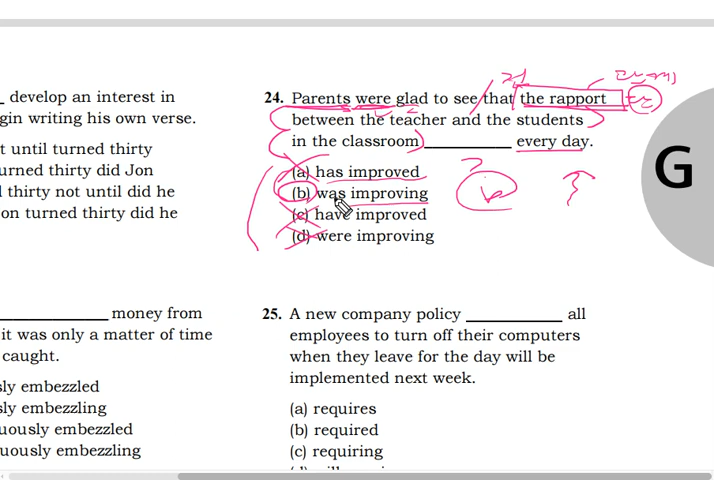 _ develop an interest in
gin writing his own verse.
t until turned thirty
urned thirty did Jon
l thirty not until did he
on turned thirty did he
____________ money from
it was only a matter of time
caught.
sly embezzled
sly embezzling
uously embezzled
uously embezzling
24. Parents were glad to see that the rapport
between the teacher and the students
in the classroom __________ every day.
(a) has improved
(b) was improving
(c) have improved
(d) were improving
25. A new company policy __________ all
employees to turn off their computers
when they leave for the day will be
implemented next week.
(a) requires
(b) required
(c) requiring
G